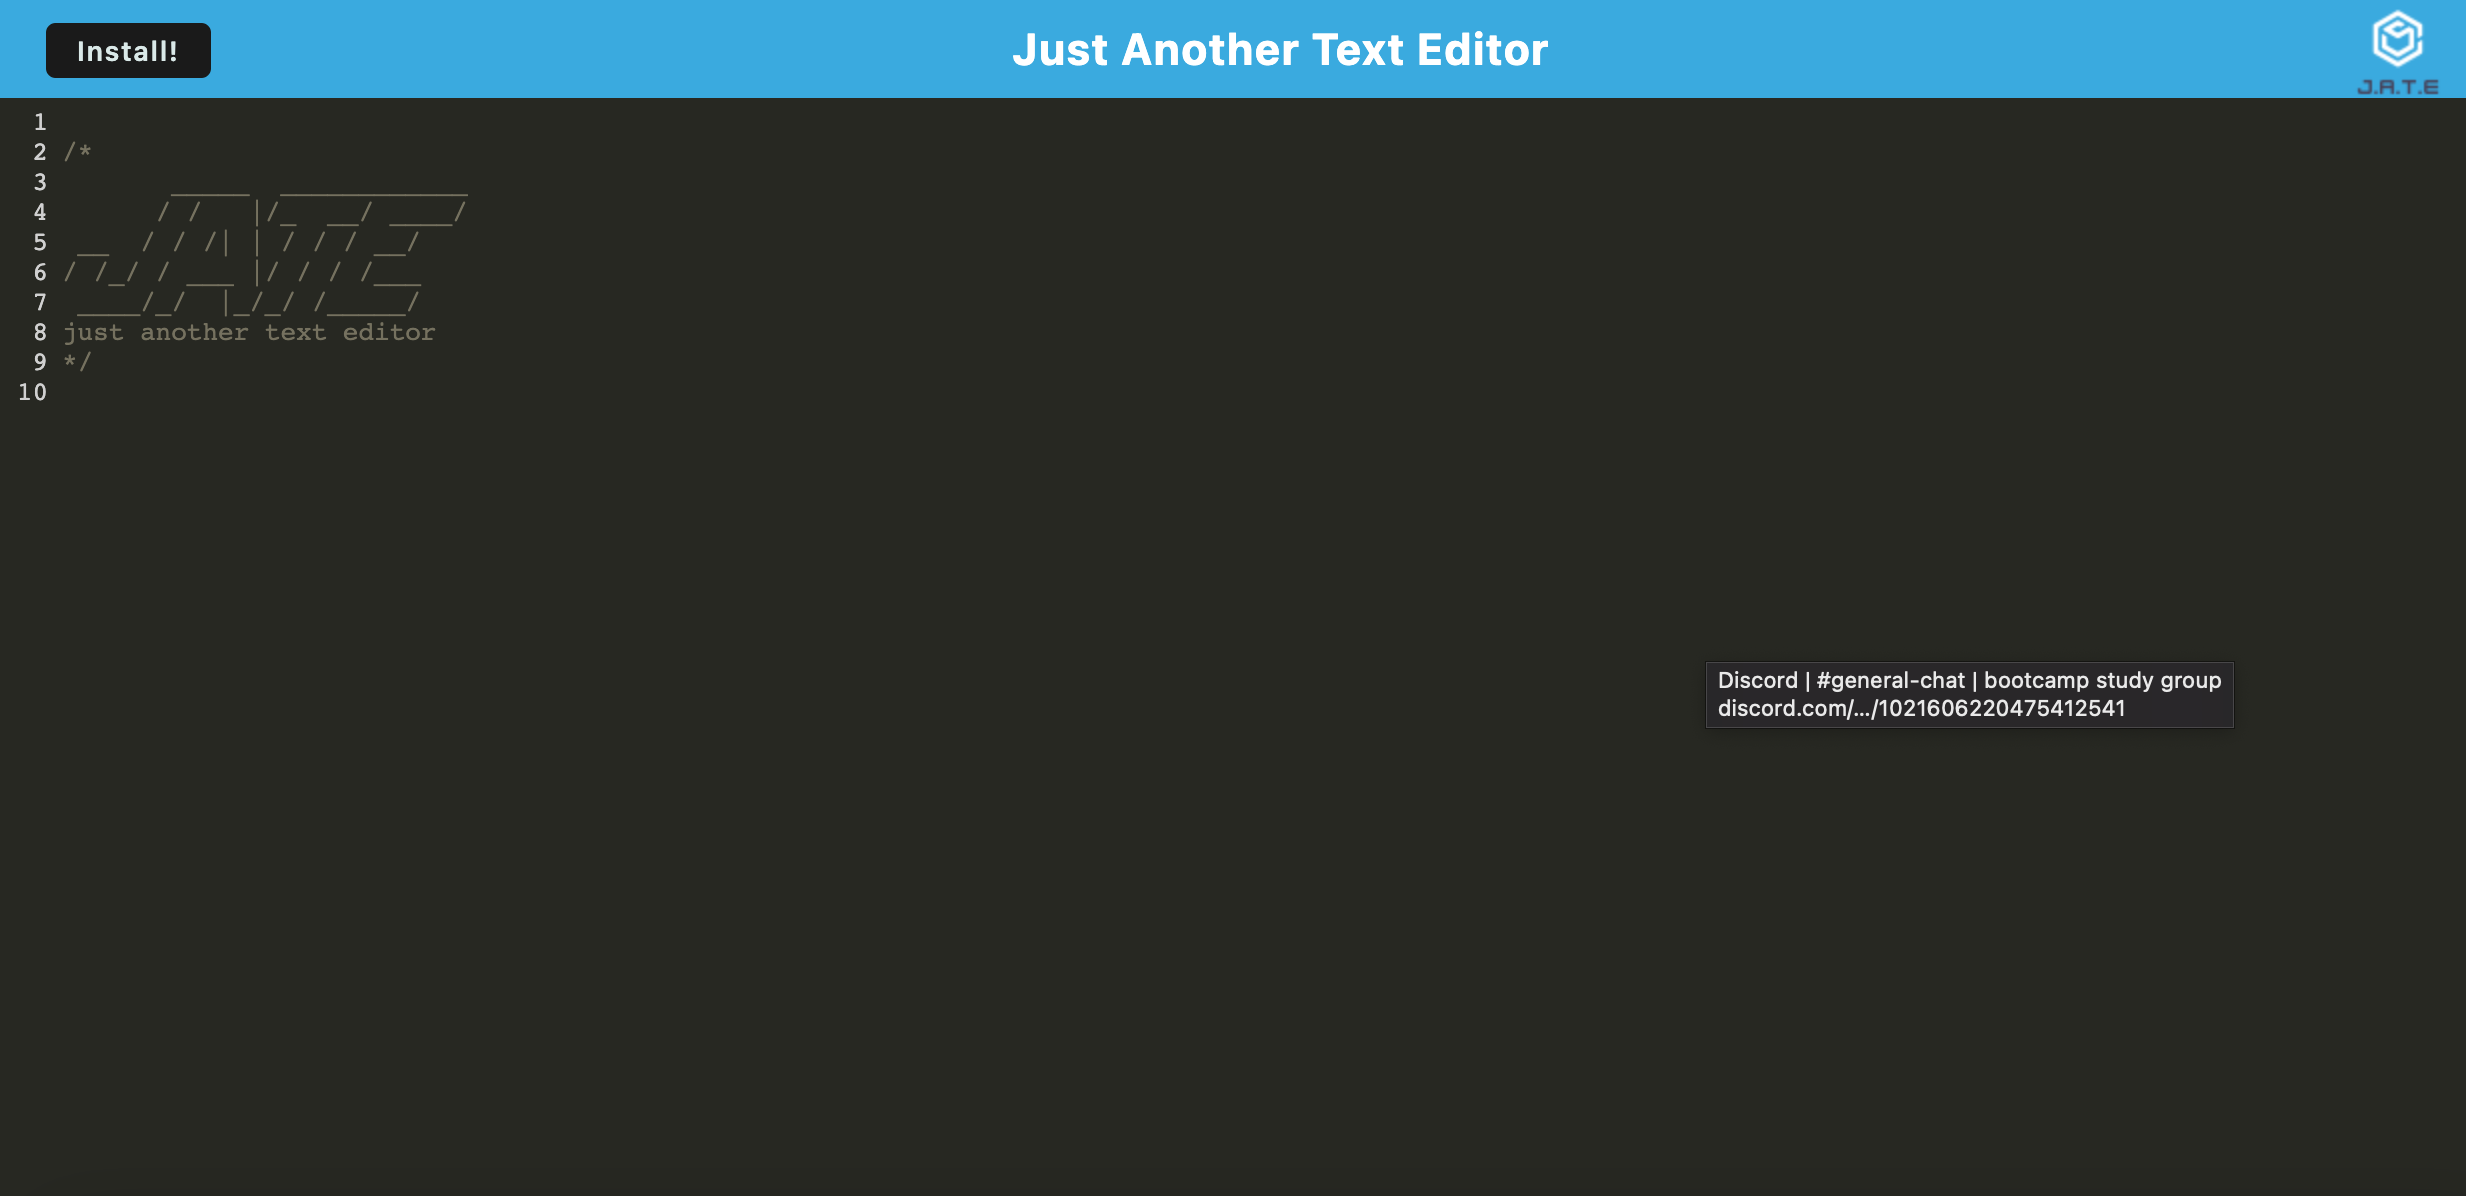 Install!
Just Another Text Editor
J.A.T.E
1
2 /*
3       _____  ____________
4      / /   |/_  __/ ____/
5 __  / / /| | / / / __/
6 / /_/ / ___ |/ / / /___
7 ____/_/  |_/_/ /_____/
8 just another text editor
9 */
10
Discord | #general-chat | bootcamp study group
discord.com/.../1021606220475412541